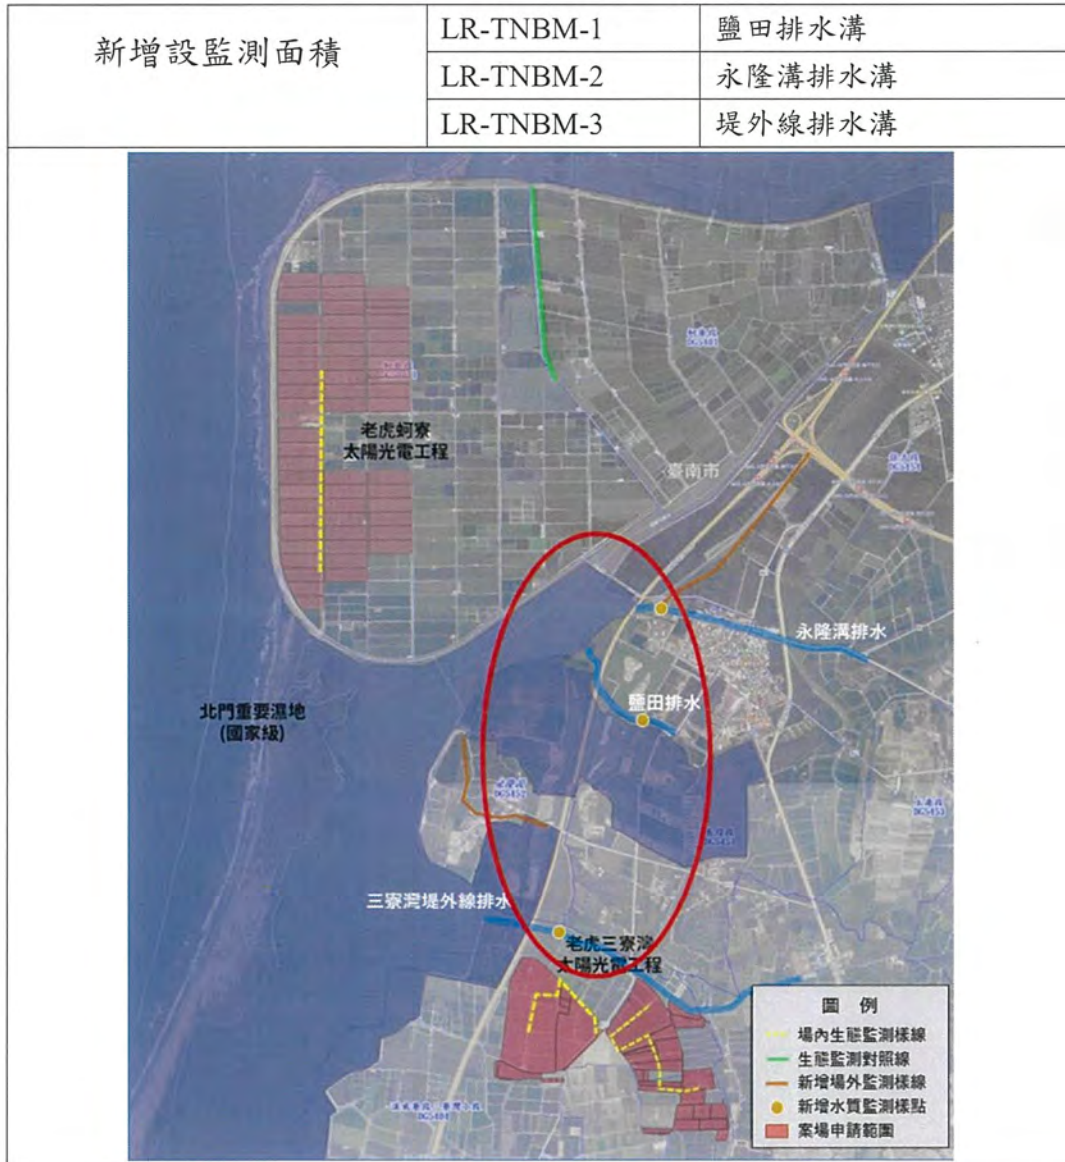 新增設監測面積
LR-TNBM-1 鹽田排水溝
LR-TNBM-2 永隆溝排水溝
LR-TNBM-3 堤外線排水溝
老虎蚵寮
太陽光電工程
臺南市
永隆溝排水
鹽田排水
北門重要濕地
(國家級)
三寮灣堤外線排水
老虎三寮灣
太陽光電工程
圖 例
場內生態監測樣線
生態監測對照線
新增場外監測樣線
新增水質監測樣點
案場申請範圍